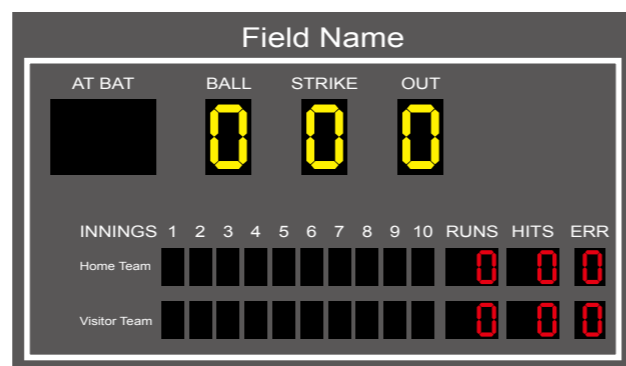 Field Name
AT BAT BALL STRIKE OUT
0 0 0
INNINGS 1 2 3 4 5 6 7 8 9 10 RUNS HITS ERR
Home Team 0 0 0
Visitor Team 0 0 0